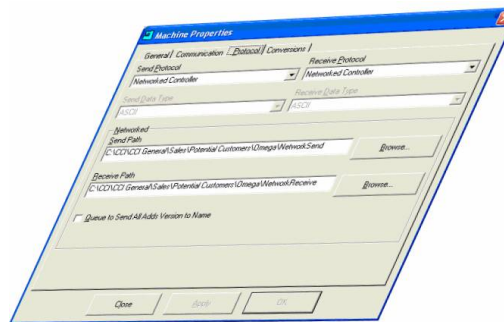 Machine Properties
General Communication Protocol Conversions
Send Protocol Receive Protocol
Networked Controller Networked Controller
Send Data Type Receive Data Type
ASCII ASCII
Networked
Send Path
C:\CCI\CCI General\Sales\Potential Customers\Omega\NetworkSend Browse...
Receive Path
C:\CCI\CCI General\Sales\Potential Customers\Omega\NetworkReceive Browse...
Queue to Send All Adds Version to Name
Close Apply OK